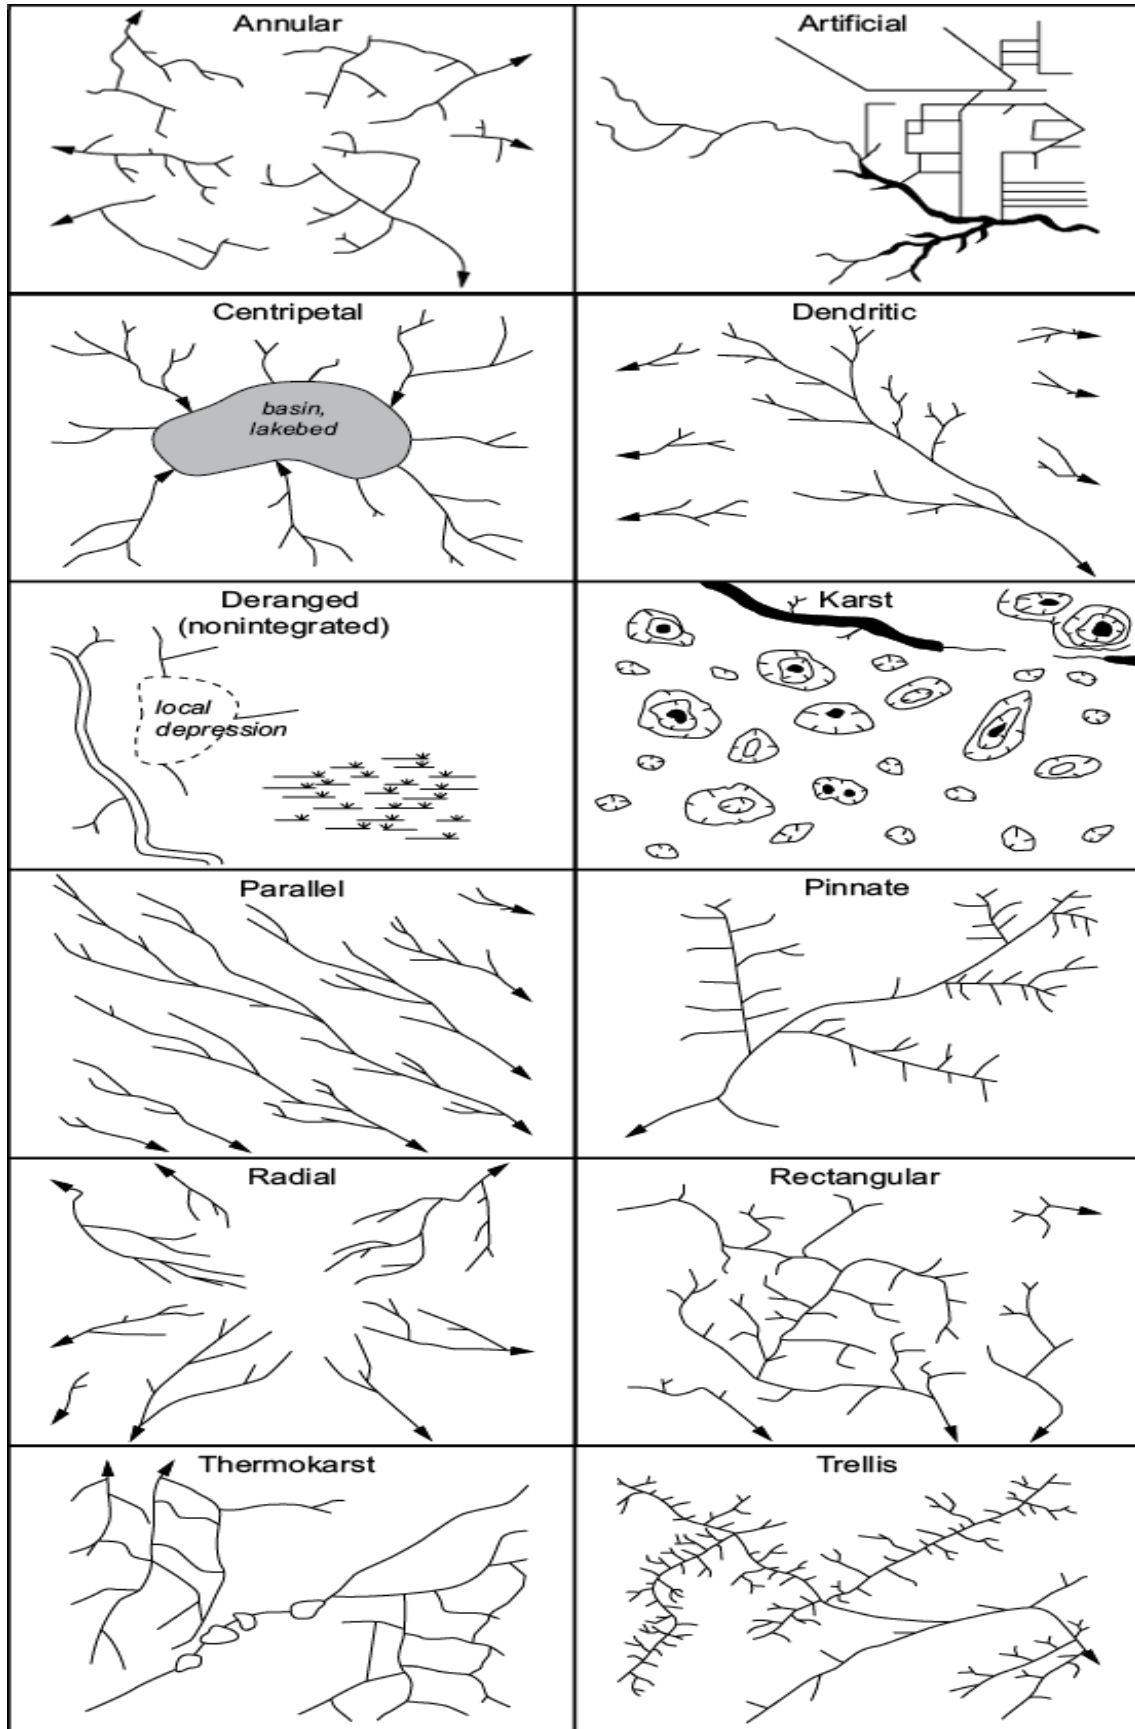 Annular
Artificial
Centripetal
basin,
lakebed
Dendritic
Deranged
(nonintegrated)
local
depression
Karst
Parallel
Pinnate
Radial
Rectangular
Thermokarst
Trellis